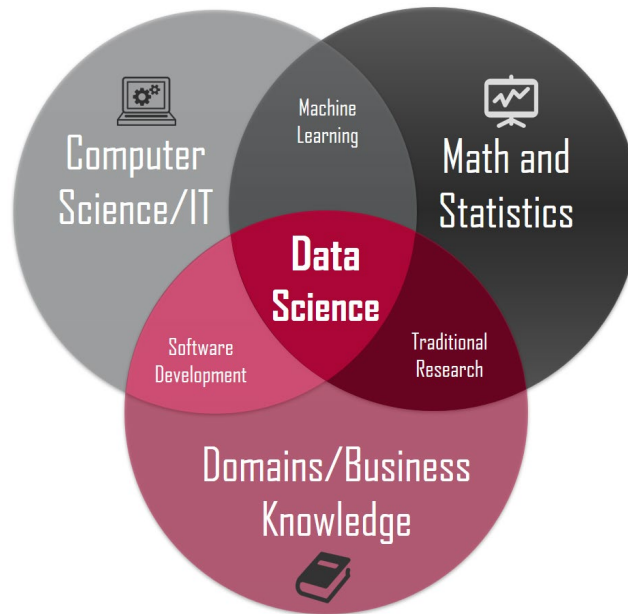 Machine
Learning
Computer
Science/IT
Math and
Statistics
Data
Science
Software
Development
Traditional
Research
Domains/Business
Knowledge